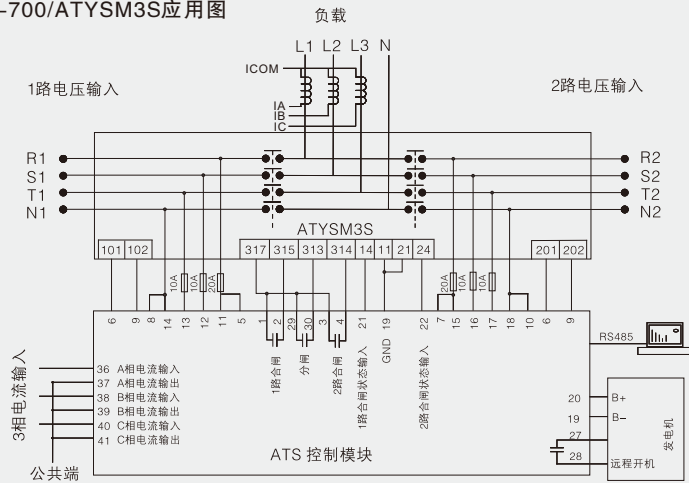 -700/ATYSM3S应用图
负载
L1 L2 L3 N
ICOM
1路电压输入
2路电压输入
IA
IB
IC
R1
R2
S1
S2
T1
T2
N1
N2
ATYSM3S
101 102
317 315 313 314 14 11 21 24
201 202
10A 10A 20A
20A 10A 10A
6 9 8 14 13 12 11 5 1 2 29 30 3 4 21 19 22 7 15 16 17 18 10 6 9
GND
1路合闸
分闸
2路合闸
1路合闸状态输入
2路合闸状态输入
RS485
3相电流输入
36 A相电流输入
37 A相电流输出
38 B相电流输入
39 B相电流输出
40 C相电流输入
41 C相电流输出
公共端
ATS 控制模块
20 B+
19 B-
27
28 远程开机
发电机